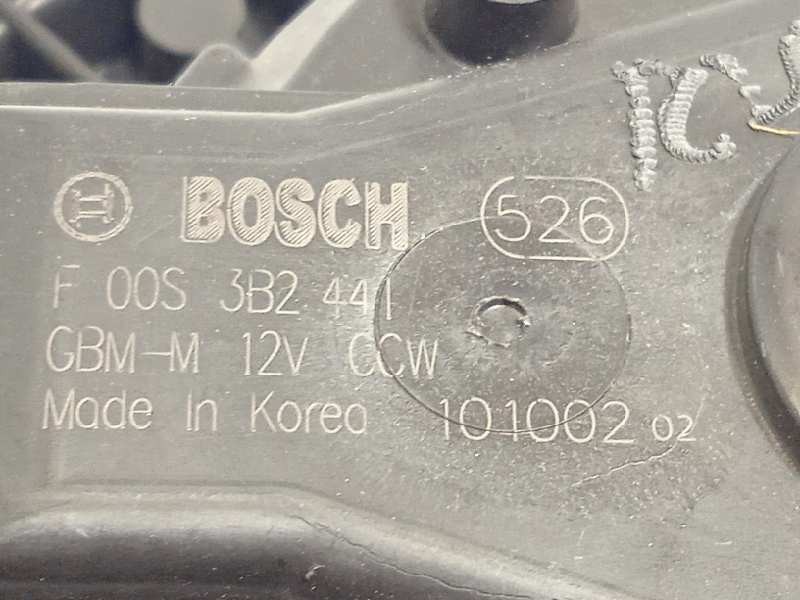 BOSCH 526
F 00S 3B2 441
GBM-M 12V CCW
Made In Korea 101002 02